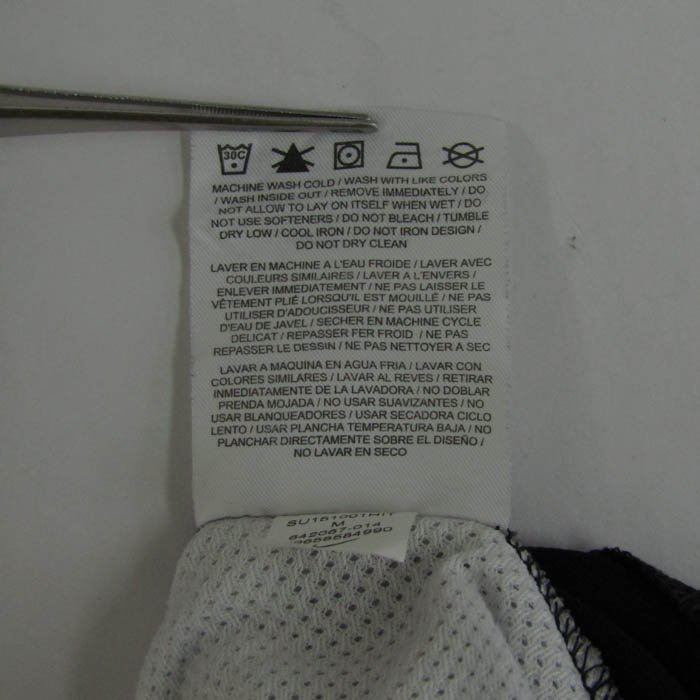 30C
MACHINE WASH COLD / WASH WITH LIKE COLORS
/ WASH INSIDE OUT / REMOVE IMMEDIATELY / DO
NOT ALLOW TO LAY ON ITSELF WHEN WET / DO
NOT USE SOFTENERS / DO NOT BLEACH / TUMBLE
DRY LOW / COOL IRON / DO NOT IRON DESIGN /
DO NOT DRY CLEAN
LAVER EN MACHINE A L'EAU FROIDE / LAVER AVEC
COULEURS SIMILAIRES / LAVER A L'ENVERS /
ENLEVER IMMEDIATEMENT / NE PAS LAISSER LE
VÊTEMENT PLIÉ LORSQU'IL EST MOUILLÉ / NE PAS
UTILISER D'ADOUCISSEUR / NE PAS UTILISER
D'EAU DE JAVEL / SECHER EN MACHINE CYCLE
DELICAT / REPASSER FER FROID / NE PAS
REPASSER LE DESSIN / NE PAS NETTOYER A SEC
LAVAR A MAQUINA EN AGUA FRIA / LAVAR CON
COLORES SIMILARES / LAVAR AL REVES / RETIRAR
INMEDIATAMENTE DE LA LAVADORA / NO DOBLAR
PRENDA MOJADA / NO USAR SUAVIZANTES / NO
USAR BLANQUEADORES / USAR SECADORA CICLO
LENTO / USAR PLANCHA TEMPERATURA BAJA / NO
PLANCHAR DIRECTAMENTE SOBRE EL DISEÑO /
NO LAVAR EN SECO
M
642087-014